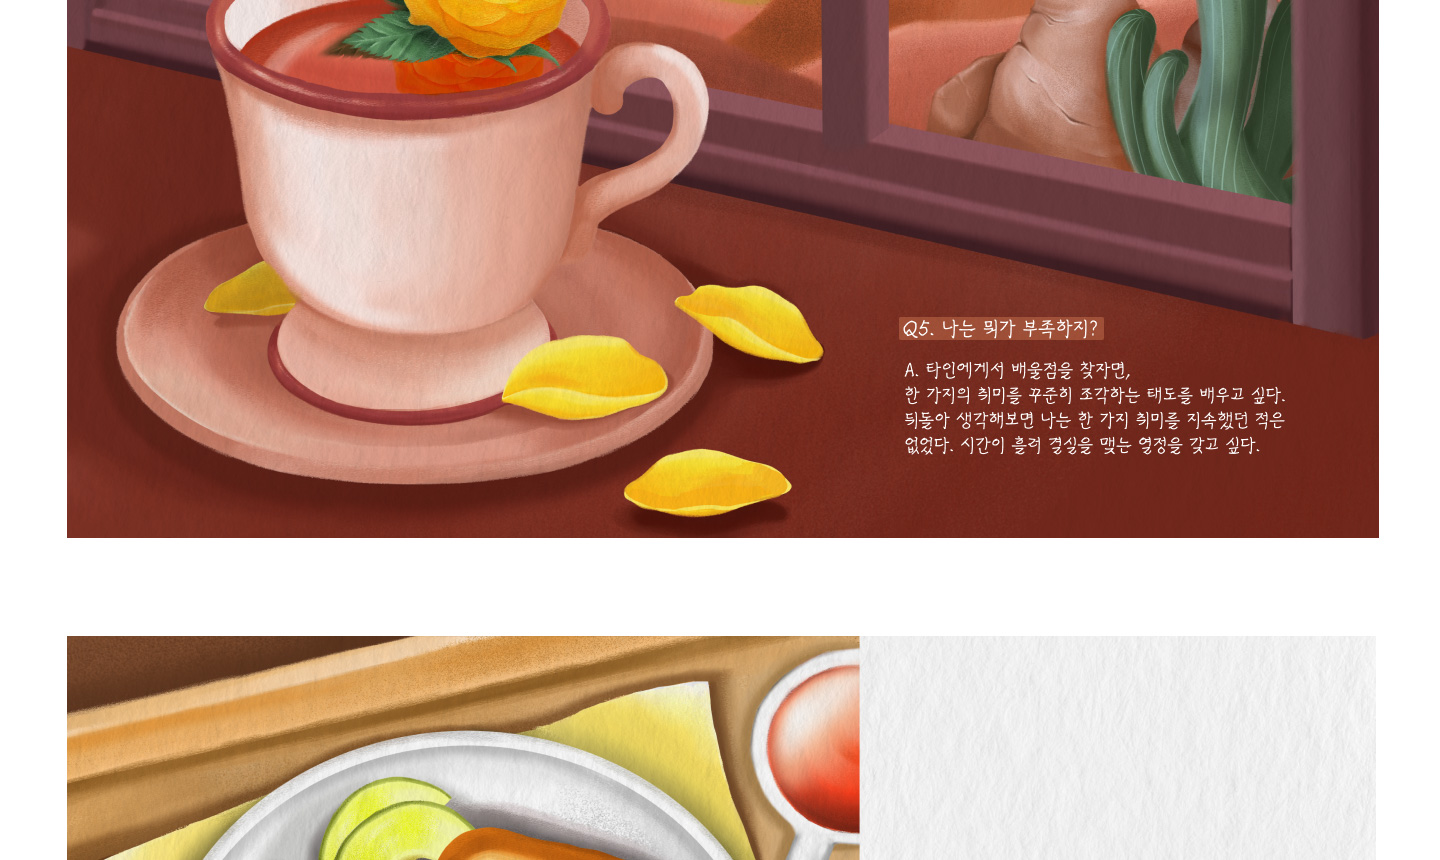 Q5. 나는 뭐가 부족하지?
A. 타인에게서 배울점을 찾자면,
한 가지의 취미를 꾸준히 조각하는 태도를 배우고 싶다.
뒤돌아 생각해보면 나는 한 가지 취미를 지속했던 적은
없었다. 시간이 흘러 결실을 맺는 열정을 갖고 싶다.